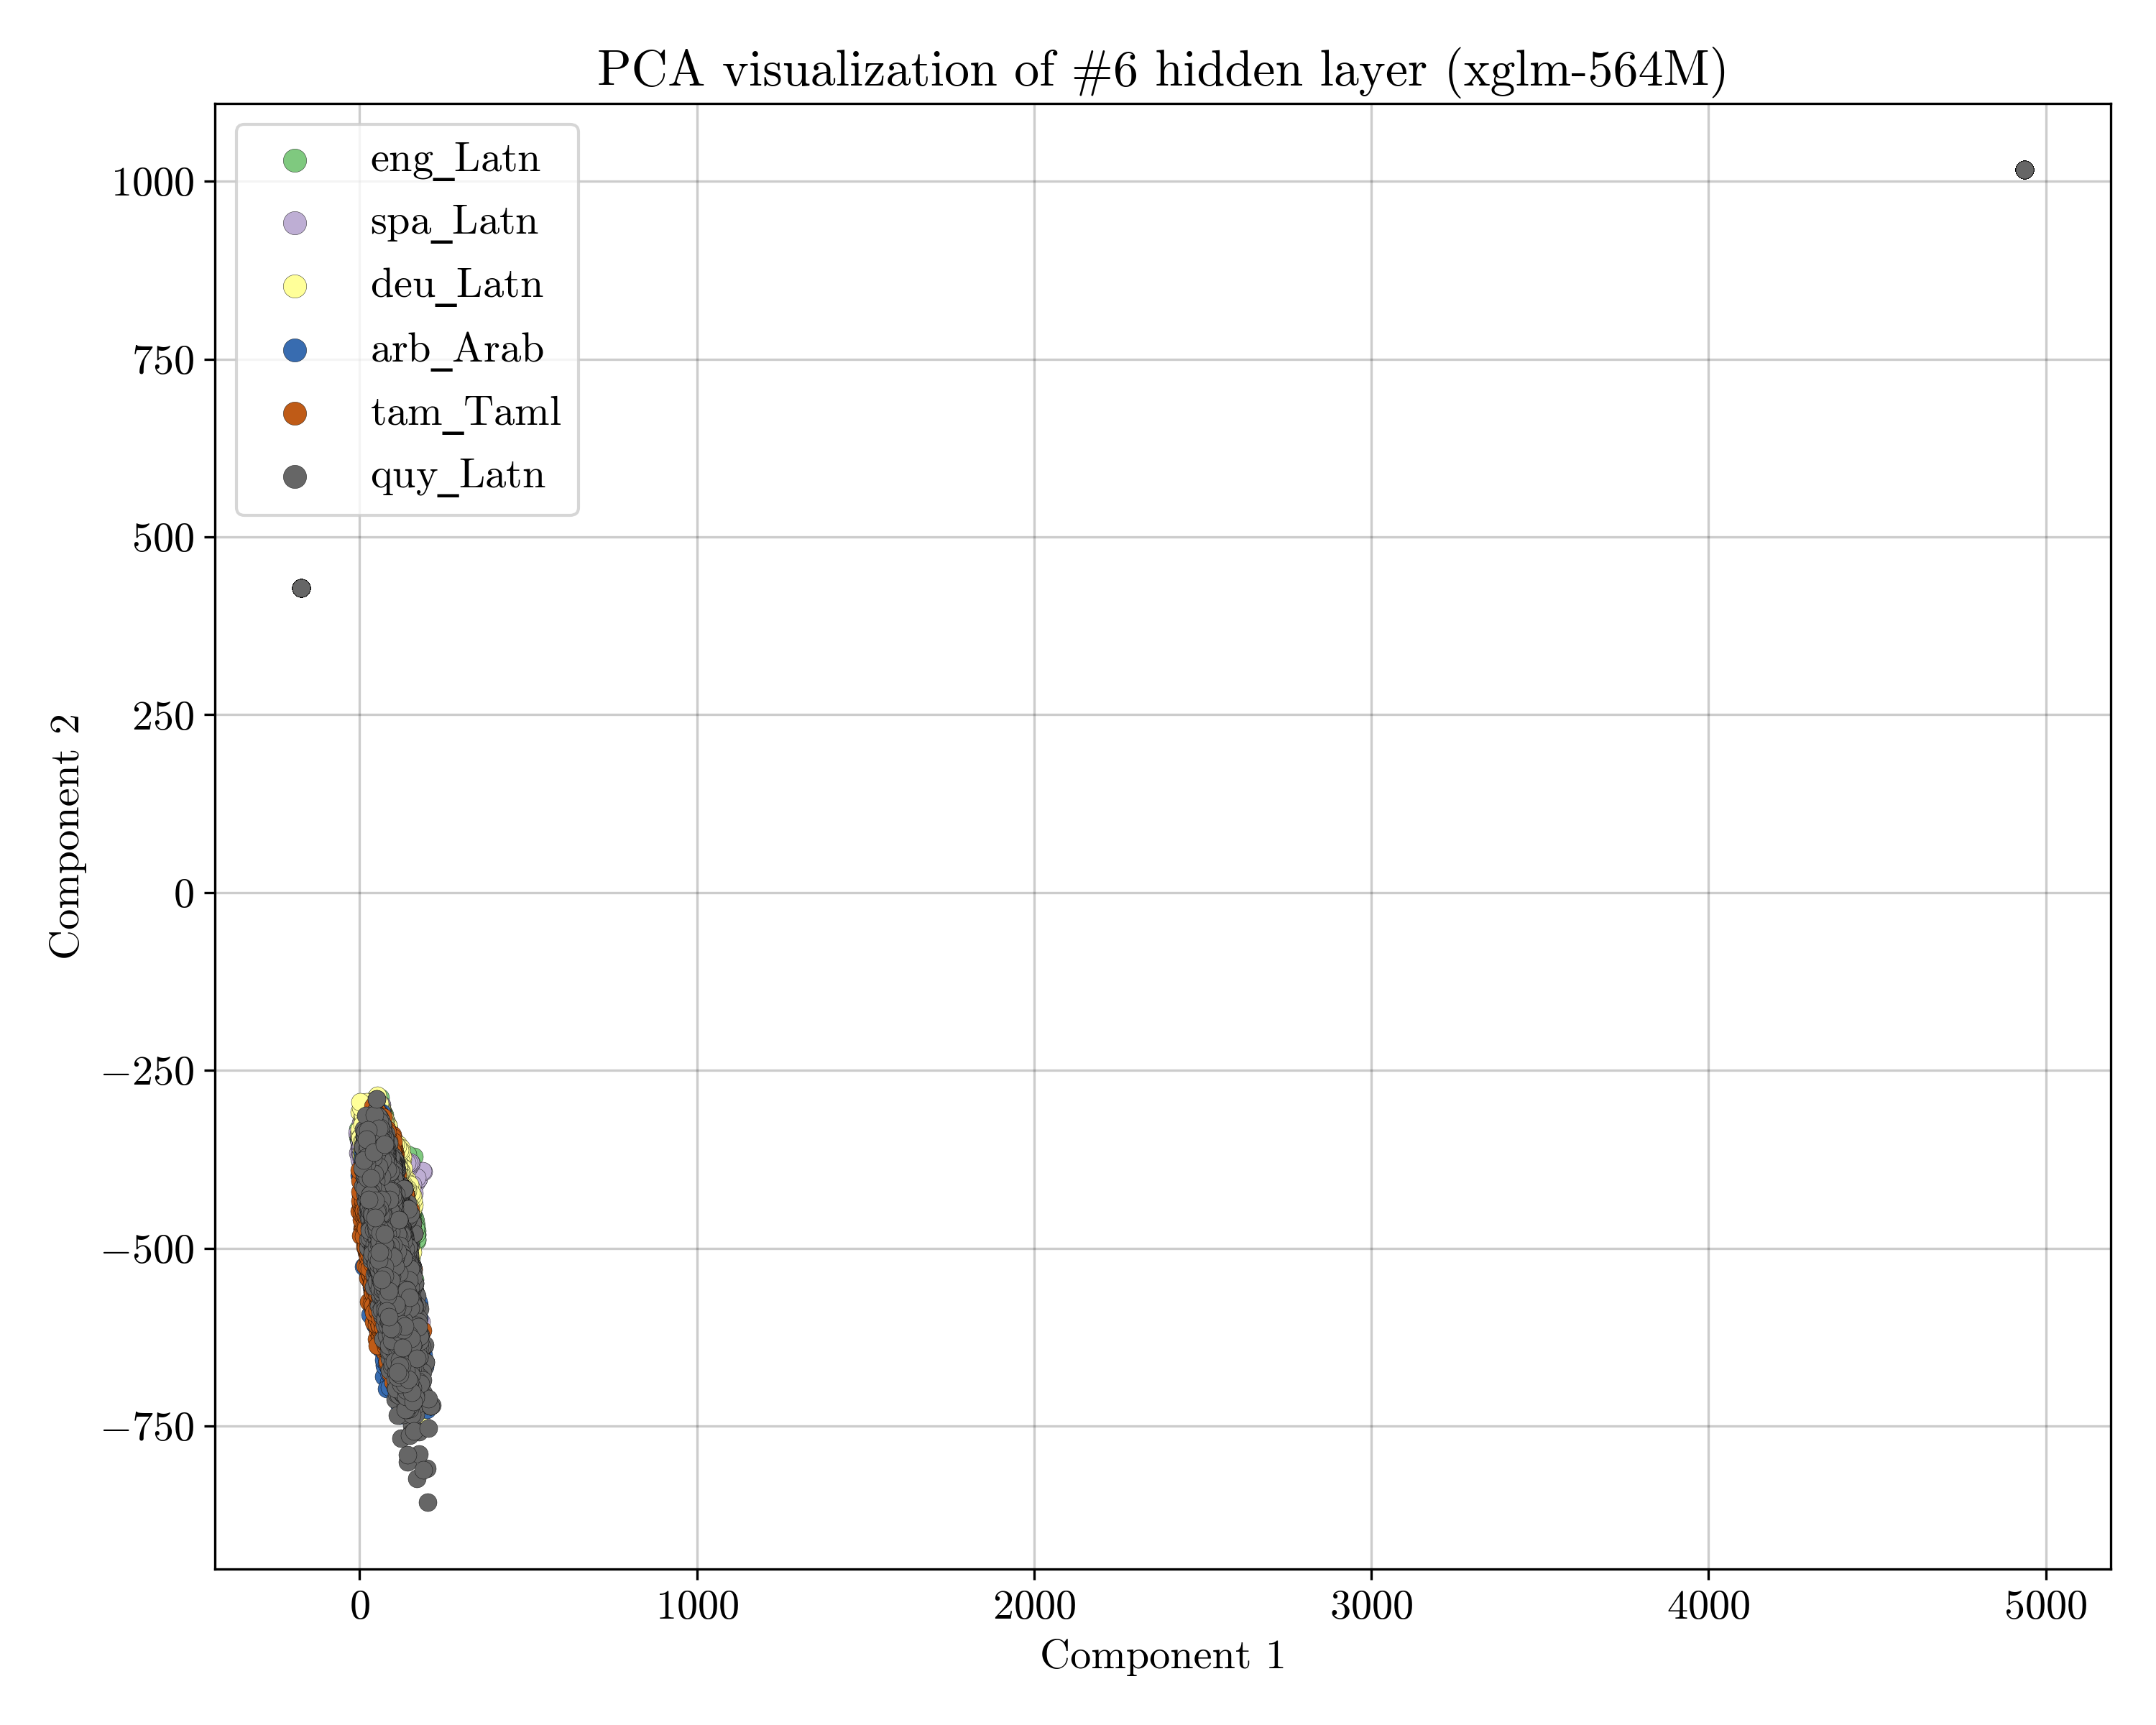 PCA visualization of #6 hidden layer (xglm-564M)
eng_Latn
spa_Latn
deu_Latn
arb_Arab
tam_Taml
quy_Latn
1000
750
500
250
0
−250
−500
−750
Component 2
0 1000 2000 3000 4000 5000
Component 1